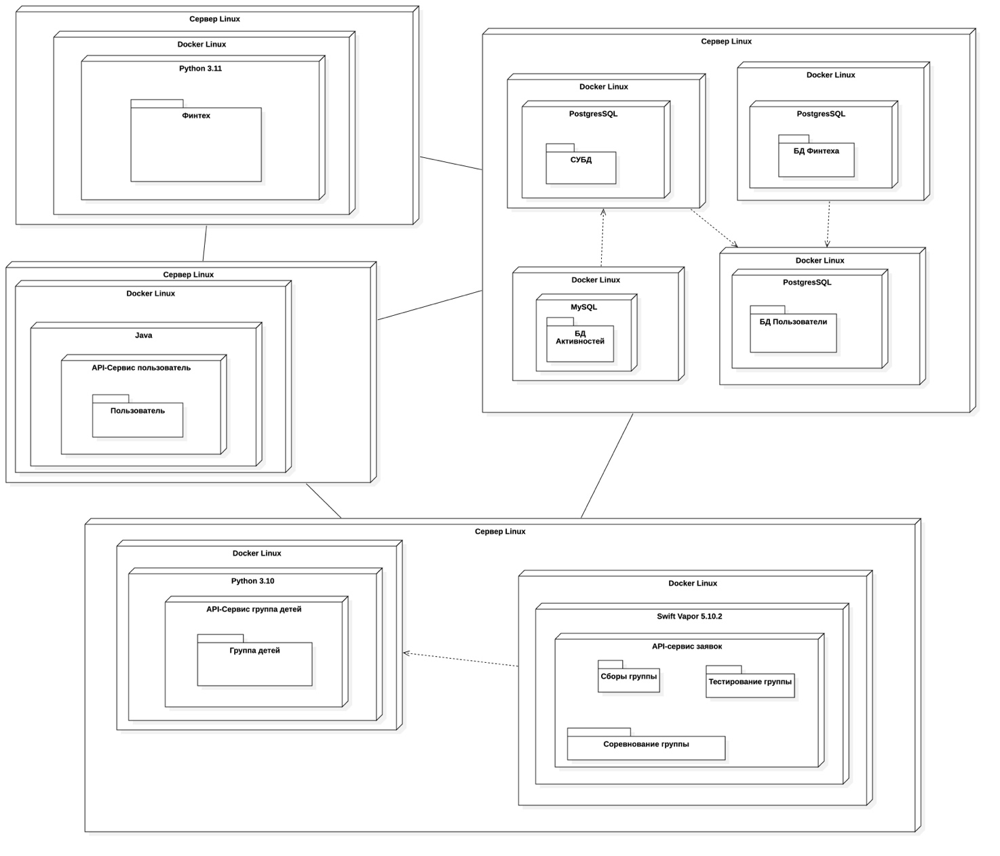 Сервер Linux
Docker Linux
Python 3.11
Финтех
Сервер Linux
Docker Linux
PostgresSQL
СУБД
Docker Linux
PostgresSQL
БД Финтеха
Docker Linux
MySQL
БД
Активностей
Docker Linux
PostgresSQL
БД Пользователи
Сервер Linux
Docker Linux
Java
API-Сервис пользователь
Пользователь
Сервер Linux
Docker Linux
Python 3.10
API-Сервис группа детей
Группа детей
Docker Linux
Swift Vapor 5.10.2
API-сервис заявок
Сборы группы
Тестирование группы
Соревнование группы